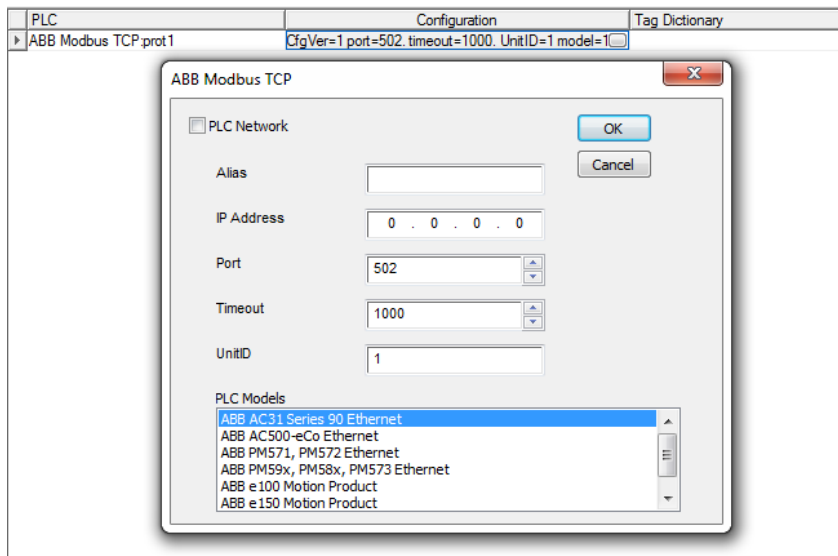 PLC Configuration Tag Dictionary
ABB Modbus TCP:prot1 CfgVer=1 port=502. timeout=1000. UnitID=1 model=1
ABB Modbus TCP
PLC Network
OK
Cancel
Alias
IP Address 0 . 0 . 0 . 0
Port 502
Timeout 1000
UnitID 1
PLC Models
ABB AC31 Series 90 Ethernet
ABB AC500-eCo Ethernet
ABB PM571, PM572 Ethernet
ABB PM59x, PM58x, PM573 Ethernet
ABB e100 Motion Product
ABB e150 Motion Product